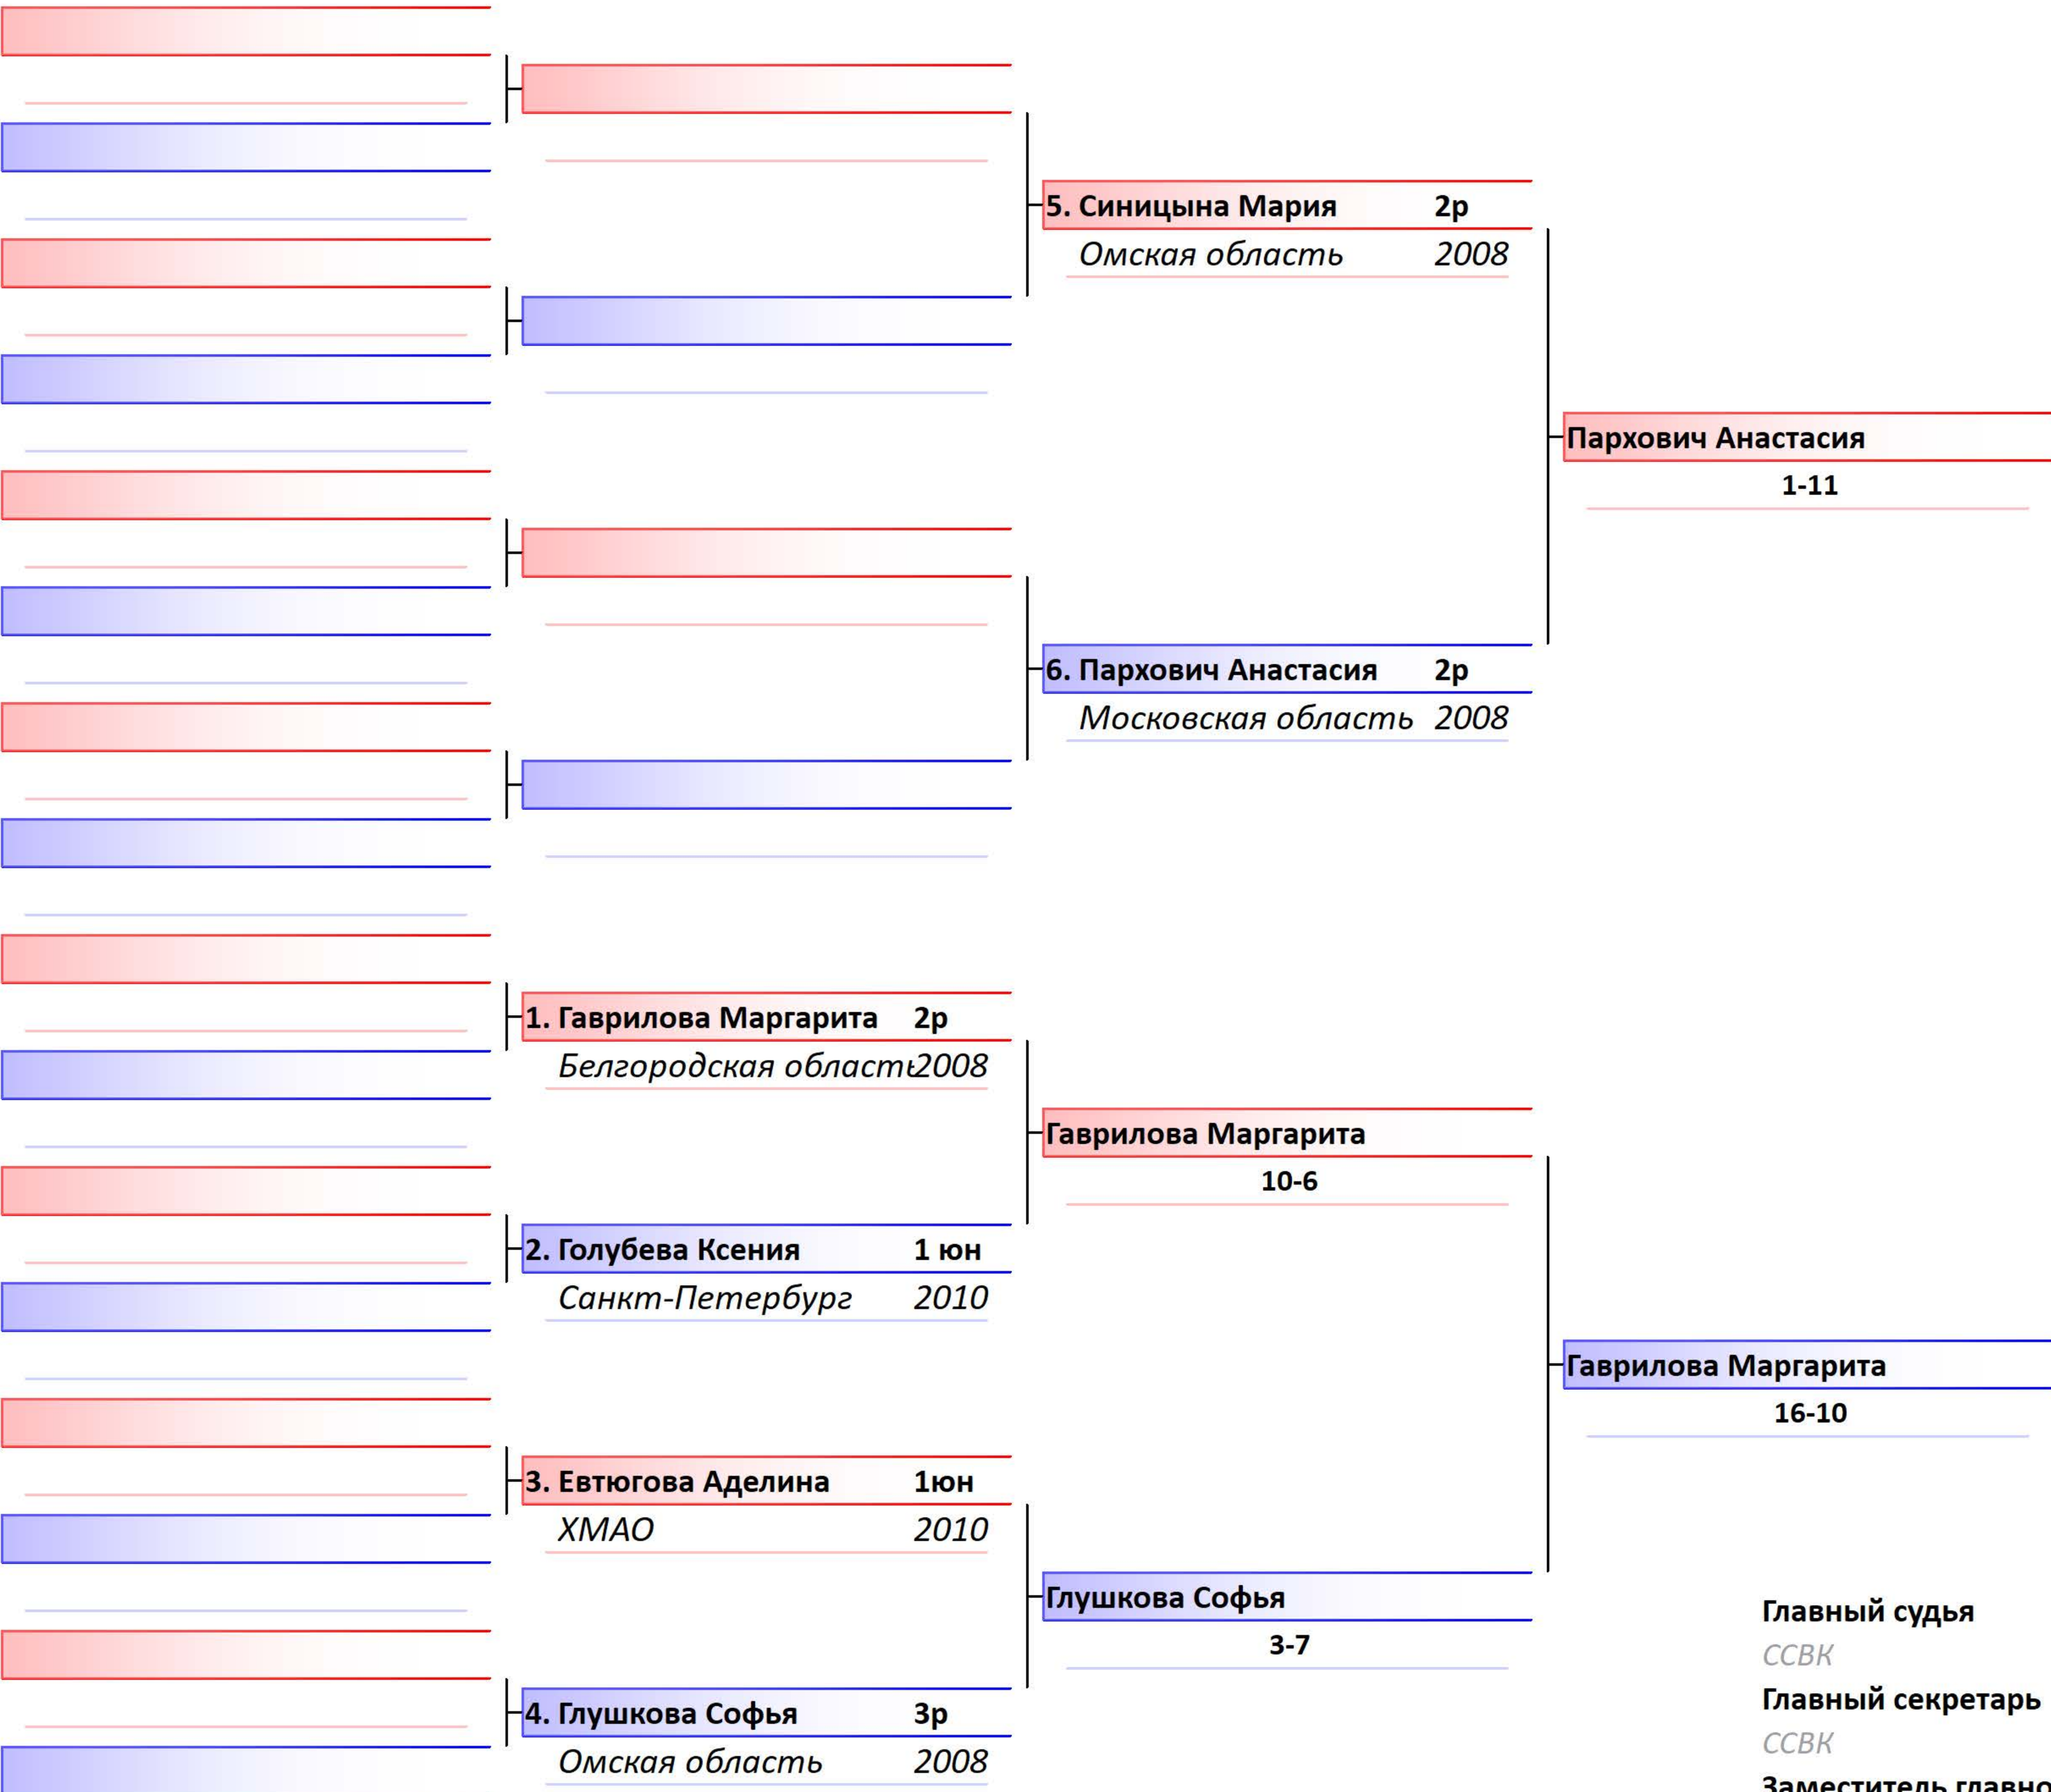 5. Синицына Мария 2р
Омская область 2008
Пархович Анастасия
1-11
6. Пархович Анастасия 2р
Московская область 2008
1. Гаврилова Маргарита 2р
Белгородская область 2008
Гаврилова Маргарита
10-6
2. Голубева Ксения 1 юн
Санкт-Петербург 2010
Гаврилова Маргарита
16-10
3. Евтюгова Аделина 1юн
ХМАО 2010
Глушкова Софья
3-7
4. Глушкова Софья 3р
Омская область 2008
Главный судья
ССВК
Главный секретарь
ССВК
Заместитель главно